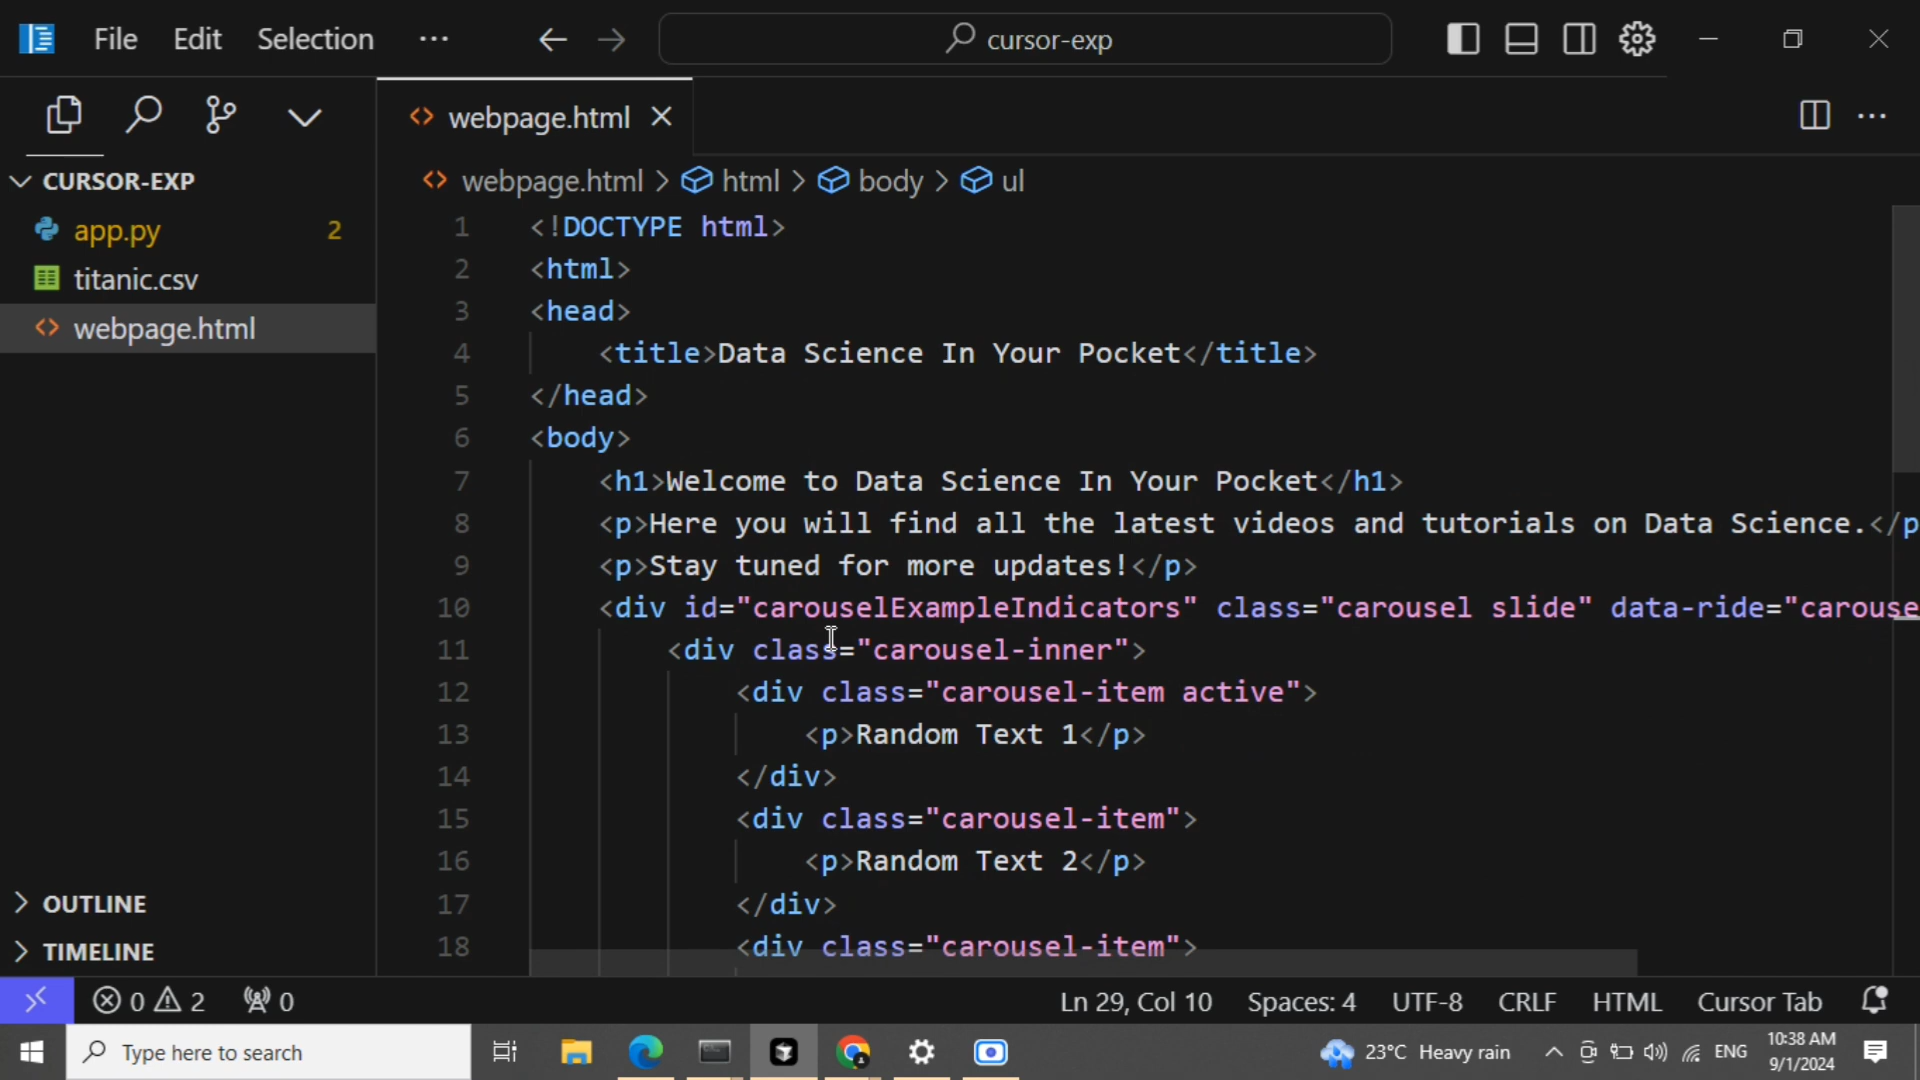 File Edit Selection ··· cursor-exp
webpage.html
CURSOR-EXP
webpage.html > html > body > ul
app.py 2
titanic.csv
webpage.html
1 <!DOCTYPE html>
2 <html>
3 <head>
4 <title>Data Science In Your Pocket</title>
5 </head>
6 <body>
7 <h1>Welcome to Data Science In Your Pocket</h1>
8 <p>Here you will find all the latest videos and tutorials on Data Science.</p
9 <p>Stay tuned for more updates!</p>
10 <div id="carouselExampleIndicators" class="carousel slide" data-ride="carouse
11 <div class="carousel-inner">
12 <div class="carousel-item active">
13 <p>Random Text 1</p>
14 </div>
15 <div class="carousel-item">
16 <p>Random Text 2</p>
17 </div>
18 <div class="carousel-item">
OUTLINE
TIMELINE
0 2 0 Ln 29, Col 10 Spaces: 4 UTF-8 CRLF HTML Cursor Tab
Type here to search 23°C Heavy rain ENG 10:38 AM
9/1/2024